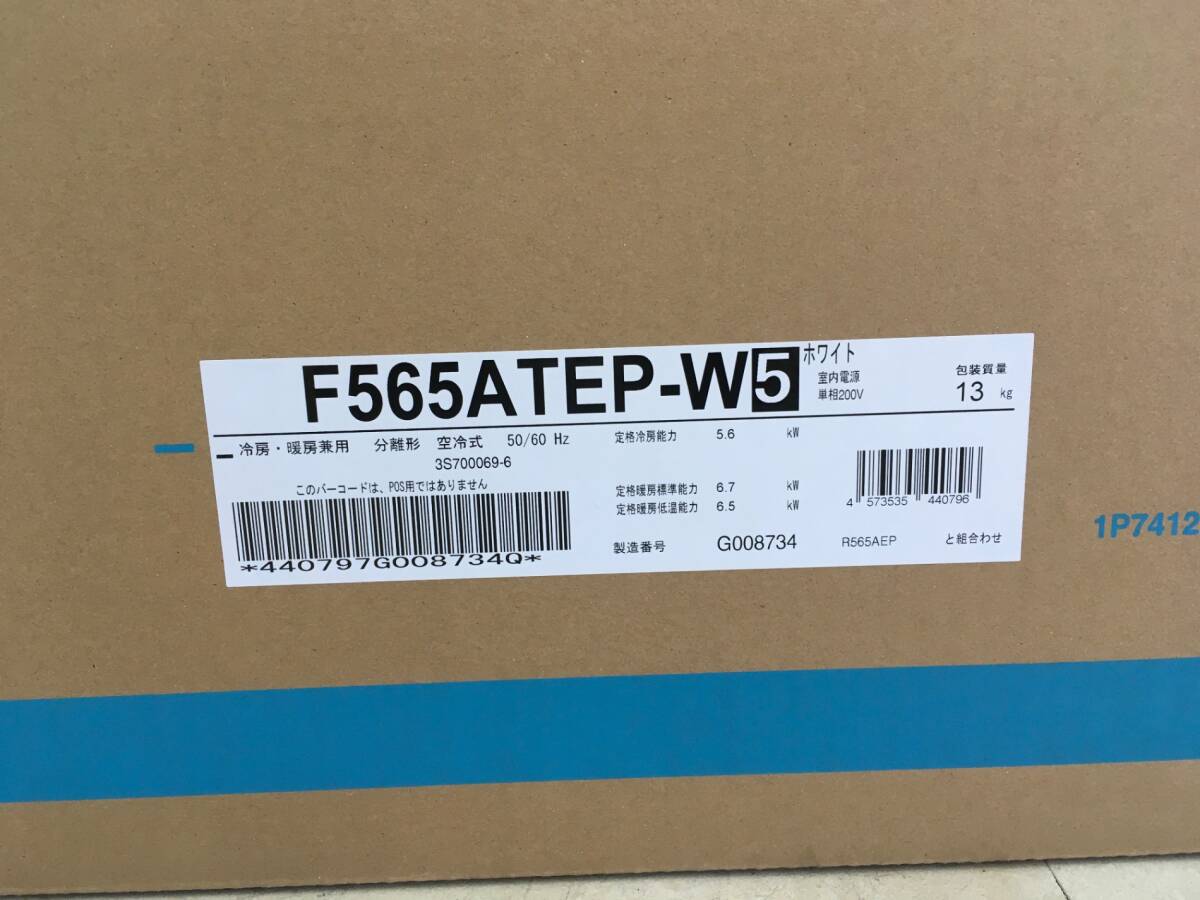 F565ATEP-W5 ホワイト
室内電源
単相200V
包装質量
13 kg
冷房・暖房兼用 分離形 空冷式 50/60 Hz
3S700069-6
このバーコードは、POS用ではありません
*440797G008734Q*
定格冷房能力 5.6 kW
定格暖房標準能力 6.7 kW
定格暖房低温能力 6.5 kW
製造番号 G008734
4 573535 440796
R565AEP と組合わせ
1P7412